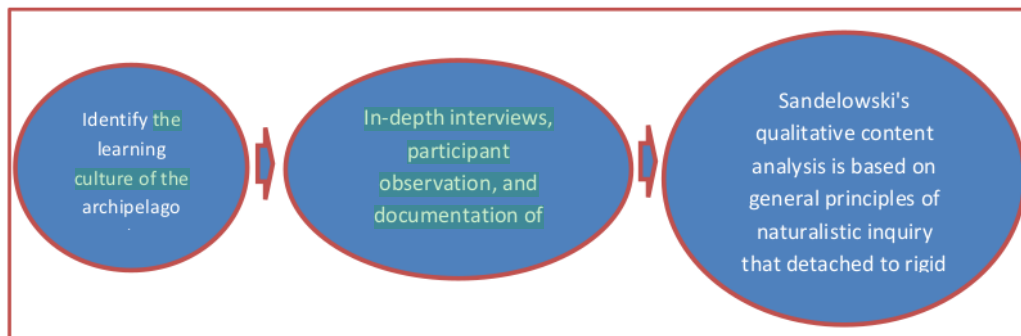 Identify the
learning
culture of the
archipelago
In-depth interviews,
participant
observation, and
documentation of
Sandelowski's
qualitative content
analysis is based on
general principles of
naturalistic inquiry
that detached to rigid